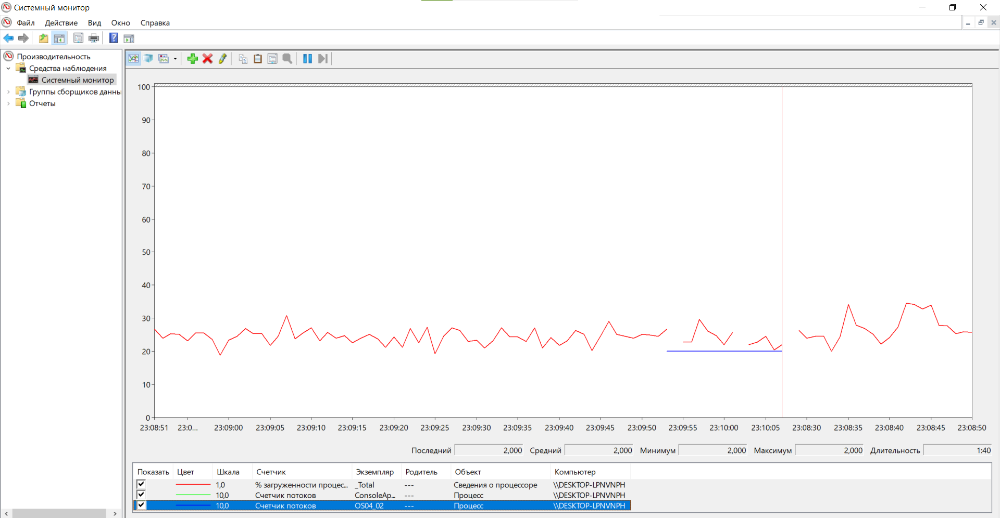 Системный монитор
Файл Действие Вид Окно Справка
Производительность
Средства наблюдения
Системный монитор
Группы сборщиков данны
Отчеты
100
90
80
70
60
50
40
30
20
10
0
23:08:51 23:0... 23:09:00 23:09:05 23:09:10 23:09:15 23:09:20 23:09:25 23:09:30 23:09:35 23:09:40 23:09:45 23:09:50 23:09:55 23:10:00 23:10:05 23:08:30 23:08:35 23:08:40 23:08:45 23:08:50
Последний 2,000 Средний 2,000 Минимум 2,000 Максимум 2,000 Длительность 1:40
Показать Цвет Шкала Счетчик Экземпляр Родитель Объект Компьютер
1,0 % загруженности процес... _Total --- Сведения о процессоре \\DESKTOP-LPNVNPH
10,0 Счетчик потоков ConsoleAp... --- Процесс \\DESKTOP-LPNVNPH
10,0 Счетчик потоков OS04_02 --- Процесс \\DESKTOP-LPNVNPH